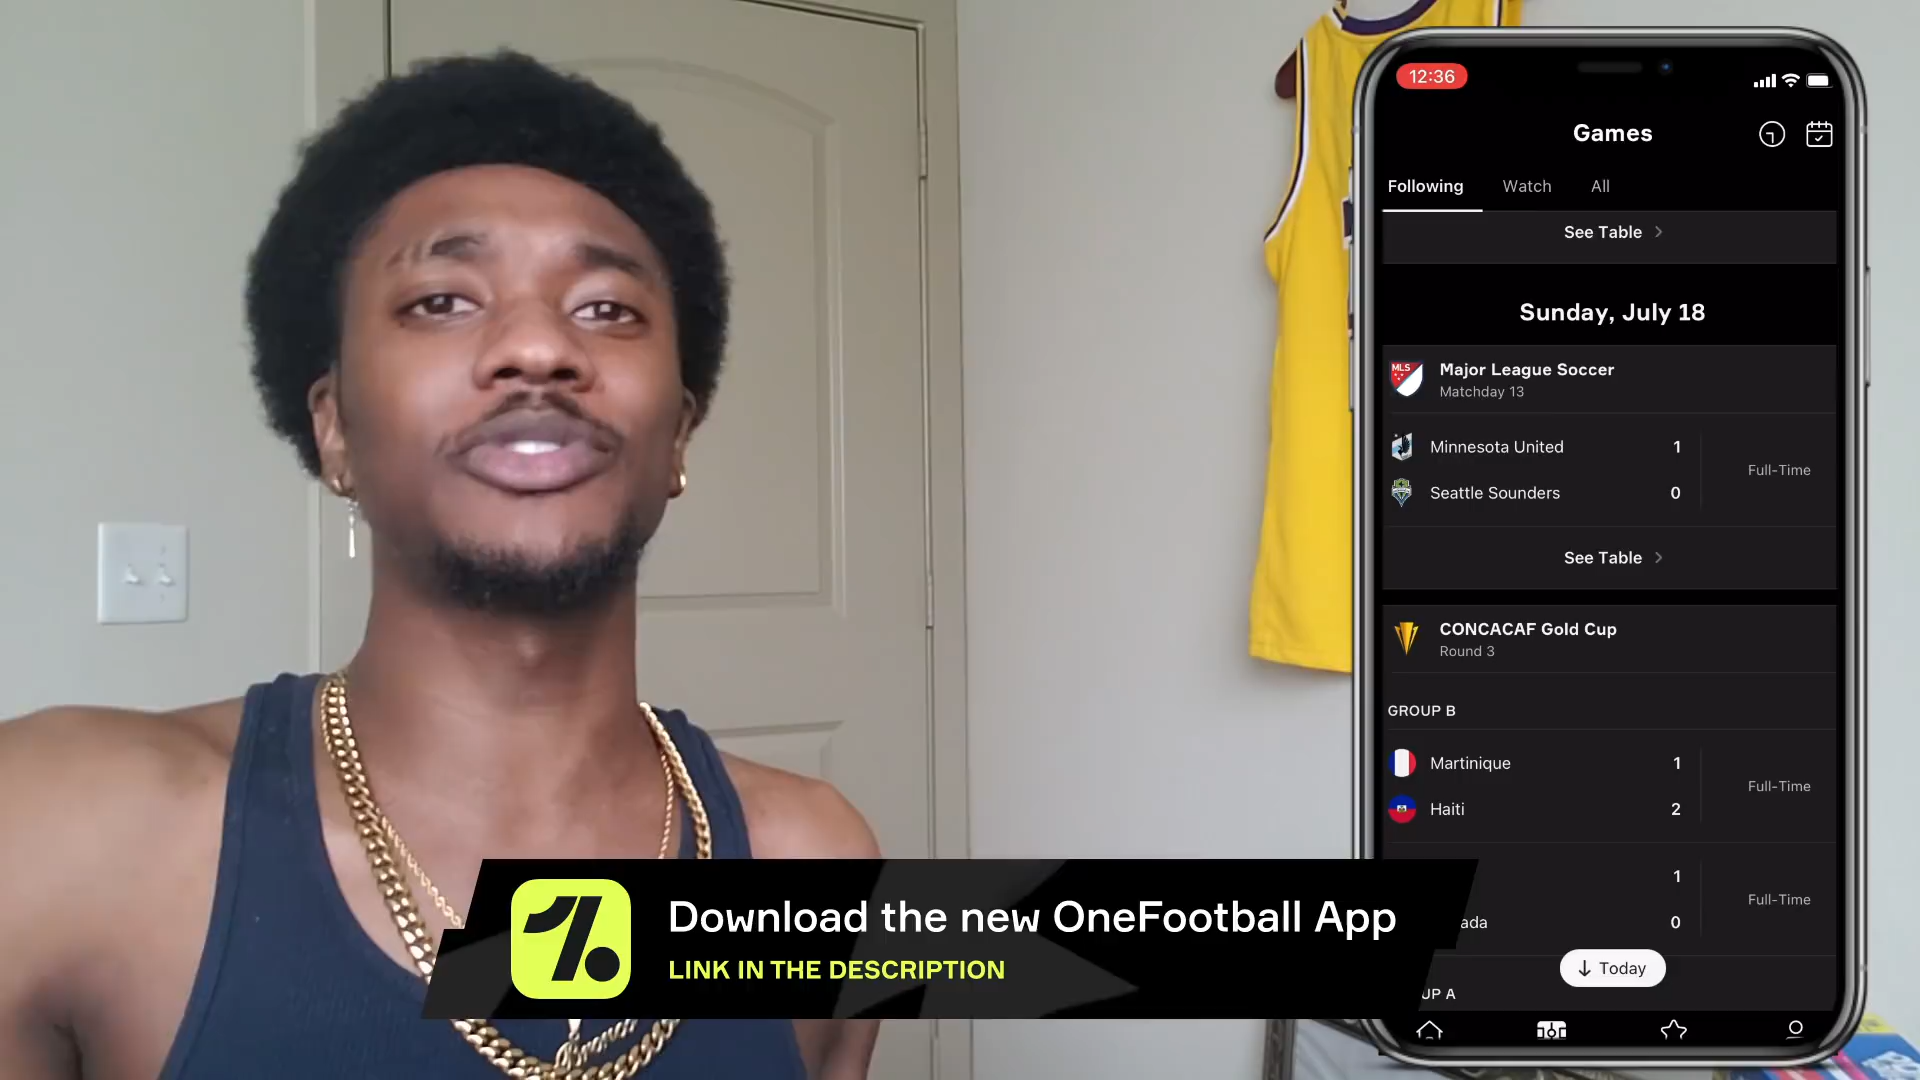 12:36
Games
Following
Watch
All
See Table
Sunday, July 18
MLS
Major League Soccer
Matchday 13
Minnesota United 1
Full-Time
Seattle Sounders 0
See Table
CONCACAF Gold Cup
Round 3
GROUP B
Martinique 1
Full-Time
Haiti 2
1
Full-Time
ada 0
Today
UP A
Download the new OneFootball App
LINK IN THE DESCRIPTION